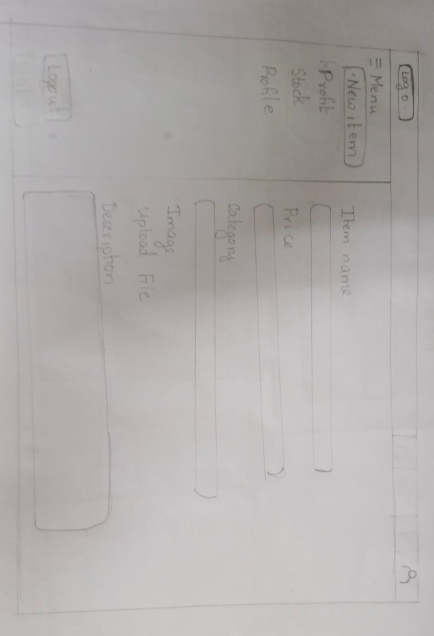 Logo.
≡ Menu
•New item
Profit
Stock
Profile
Logout
Item name
Price
Category
Image
Upload File
Description